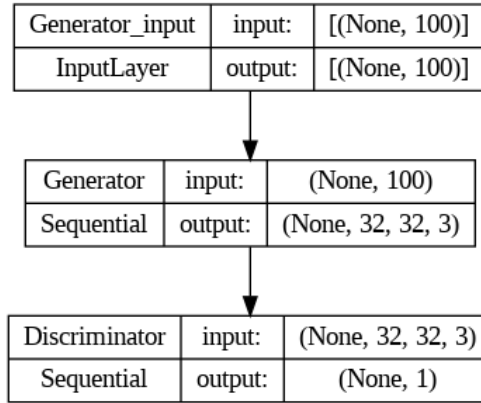 Generator_input input: [(None, 100)]
InputLayer output: [(None, 100)]
Generator input: (None, 100)
Sequential output: (None, 32, 32, 3)
Discriminator input: (None, 32, 32, 3)
Sequential output: (None, 1)